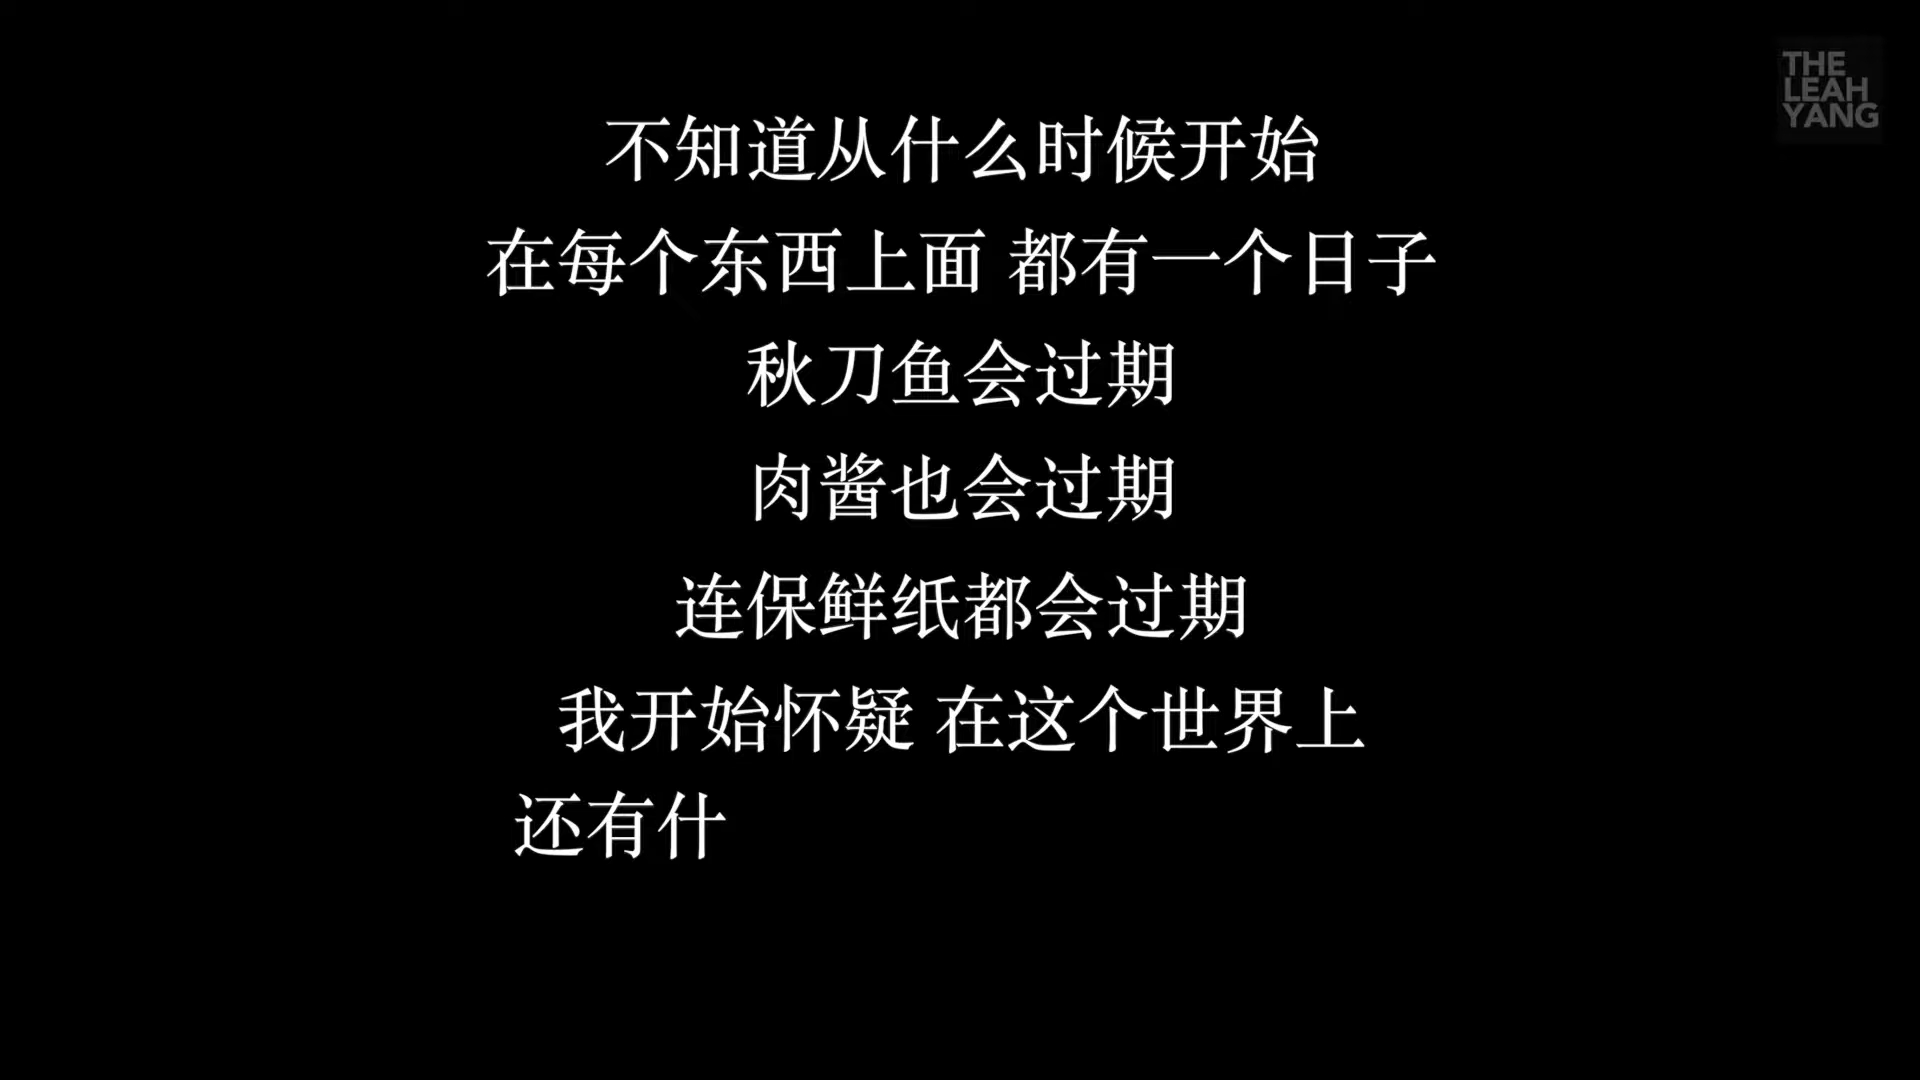 THE
LEAH
YANG
不知道从什么时候开始
在每个东西上面 都有一个日子
秋刀鱼会过期
肉酱也会过期
连保鲜纸都会过期
我开始怀疑 在这个世界上
还有什